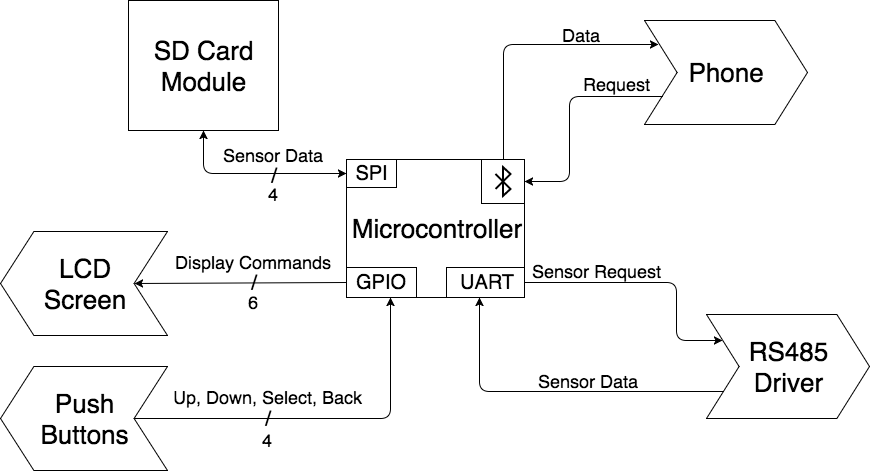 SD Card
Module
Data
Phone
Request
Sensor Data
4
SPI
Microcontroller
LCD
Screen
Display Commands
6
GPIO
UART
Sensor Request
RS485
Driver
Sensor Data
Push
Buttons
Up, Down, Select, Back
4